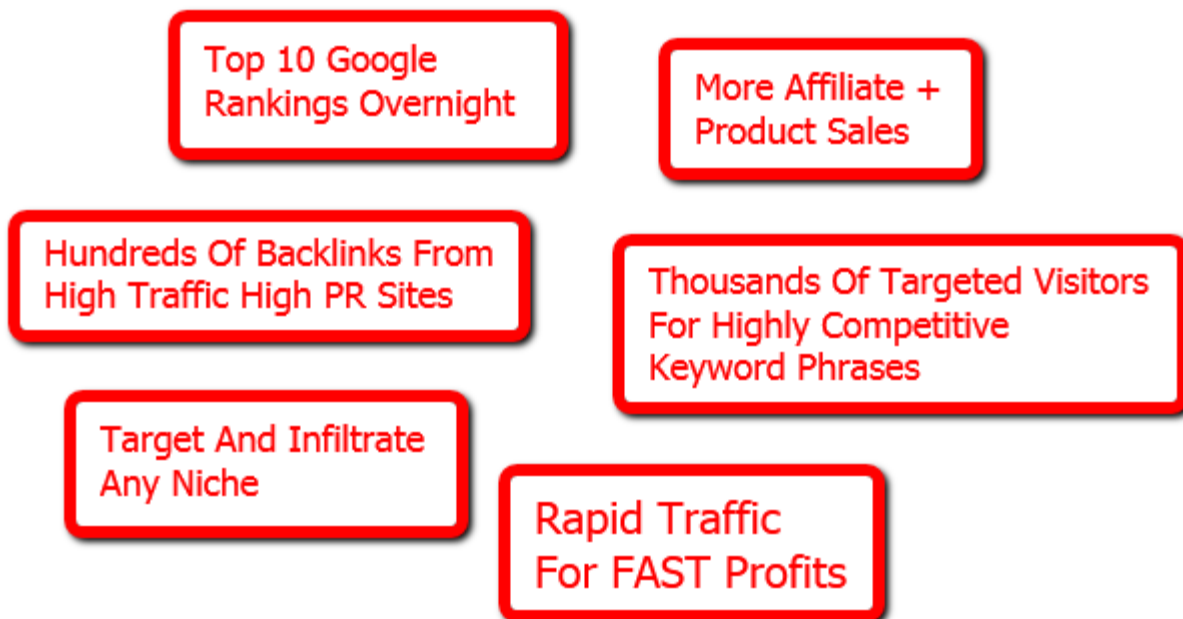 Top 10 Google
Rankings Overnight
More Affiliate +
Product Sales
Hundreds Of Backlinks From
High Traffic High PR Sites
Thousands Of Targeted Visitors
For Highly Competitive
Keyword Phrases
Target And Infiltrate
Any Niche
Rapid Traffic
For FAST Profits